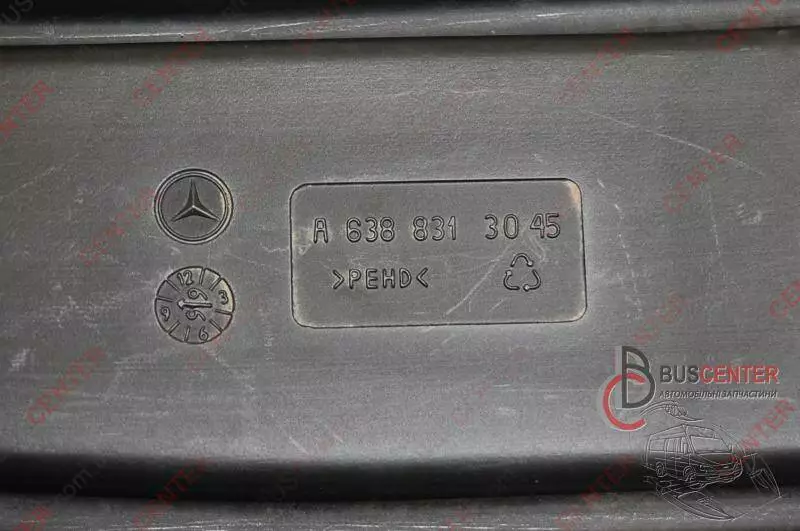 A 638 831 30 45
>PEHD<
12
3
6
9
BUSCENTER
АВТОМОБІЛЬНІ ЗАПЧАСТИНИ